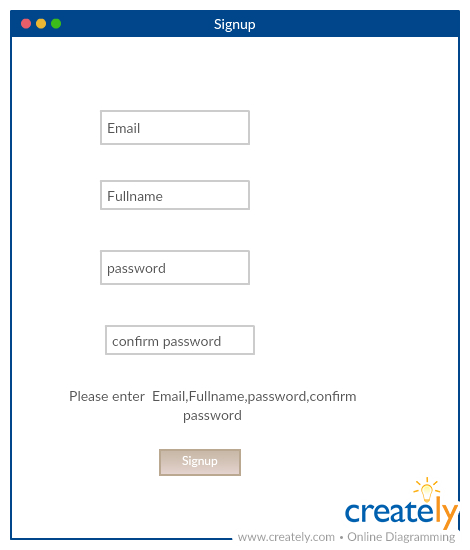 Signup
Email
Fullname
password
confirm password
Please enter  Email,Fullname,password,confirm
password
Signup
creately
www.creately.com • Online Diagramming